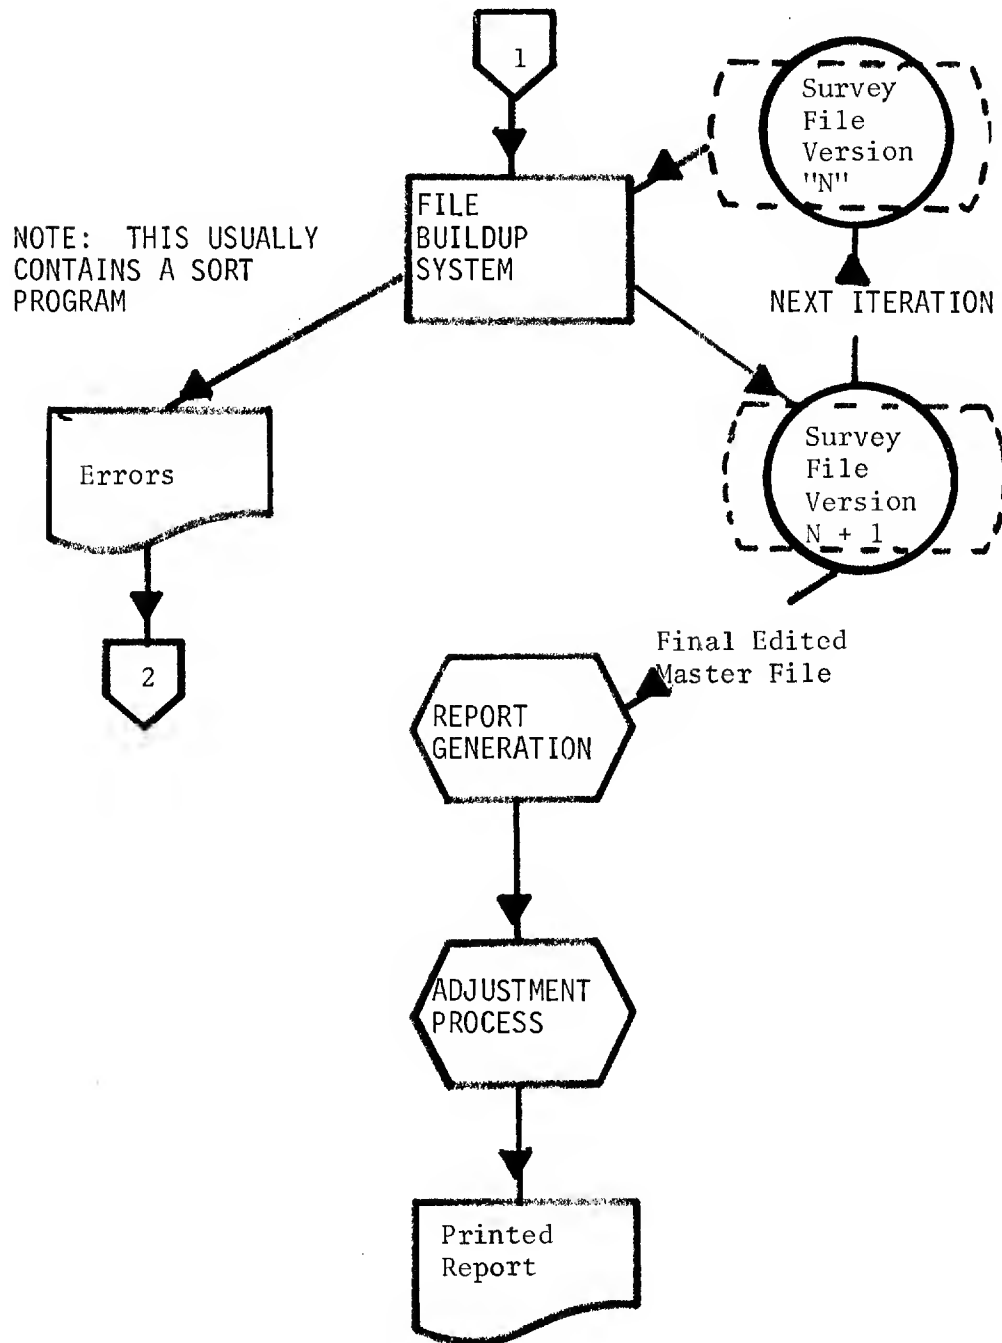 1
Survey
File
Version
"N"
FILE
BUILDUP
SYSTEM
NOTE: THIS USUALLY
CONTAINS A SORT
PROGRAM
NEXT ITERATION
Errors
Survey
File
Version
N + 1
2
Final Edited
Master File
REPORT
GENERATION
ADJUSTMENT
PROCESS
Printed
Report